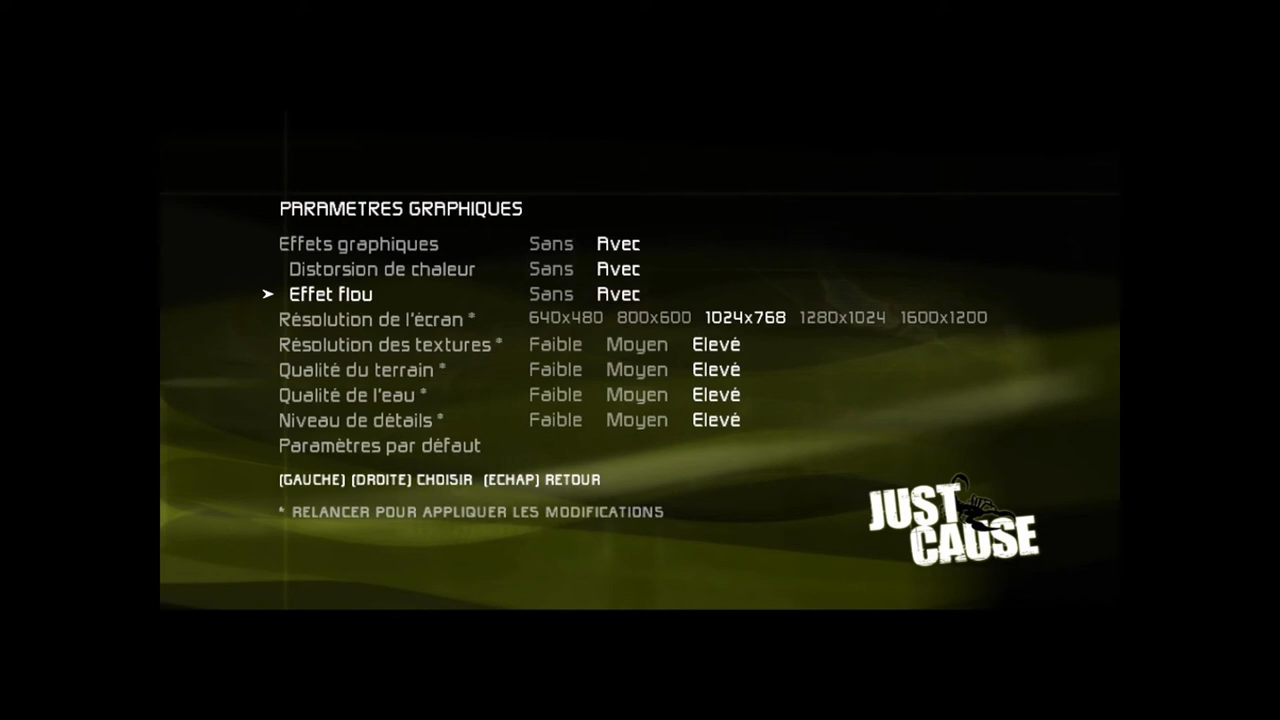 PARAMETRES GRAPHIQUES
Effets graphiques Sans Avec
Distorsion de chaleur Sans Avec
➤ Effet flou Sans Avec
Résolution de l'écran * 640x480 800x600 1024x768 1280x1024 1600x1200
Résolution des textures * Faible Moyen Elevé
Qualité du terrain * Faible Moyen Elevé
Qualité de l'eau * Faible Moyen Elevé
Niveau de détails * Faible Moyen Elevé
Paramètres par défaut
(GAUCHE) (DROITE) CHOISIR (ECHAP) RETOUR
* RELANCER POUR APPLIQUER LES MODIFICATIONS
JUST
CAUSE